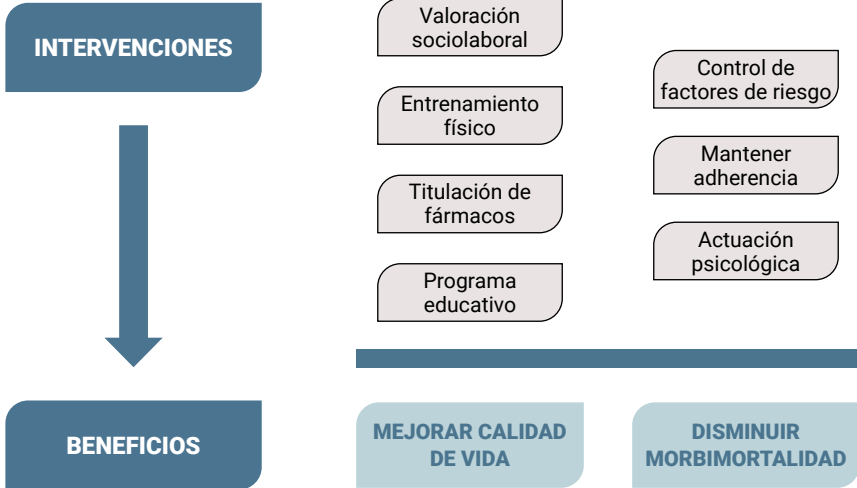 INTERVENCIONES
Valoración
sociolaboral
Entrenamiento
físico
Titulación de
fármacos
Programa
educativo
Control de
factores de riesgo
Mantener
adherencia
Actuación
psicológica
BENEFICIOS
MEJORAR CALIDAD
DE VIDA
DISMINUIR
MORBIMORTALIDAD